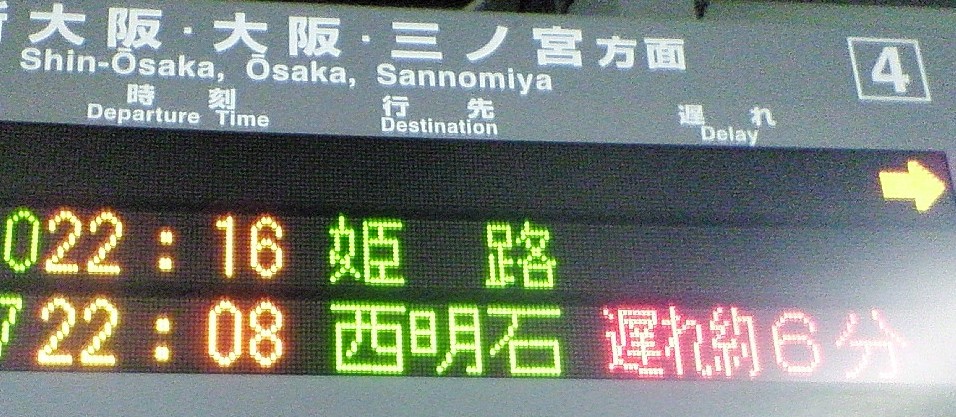 大阪・大阪・三ノ宮方面 4
Shin-Ōsaka, Ōsaka, Sannomiya
時刻 行先 遅れ
Departure Time Destination Delay
0 22:16 姫路
7 22:08 西明石 遅れ約6分